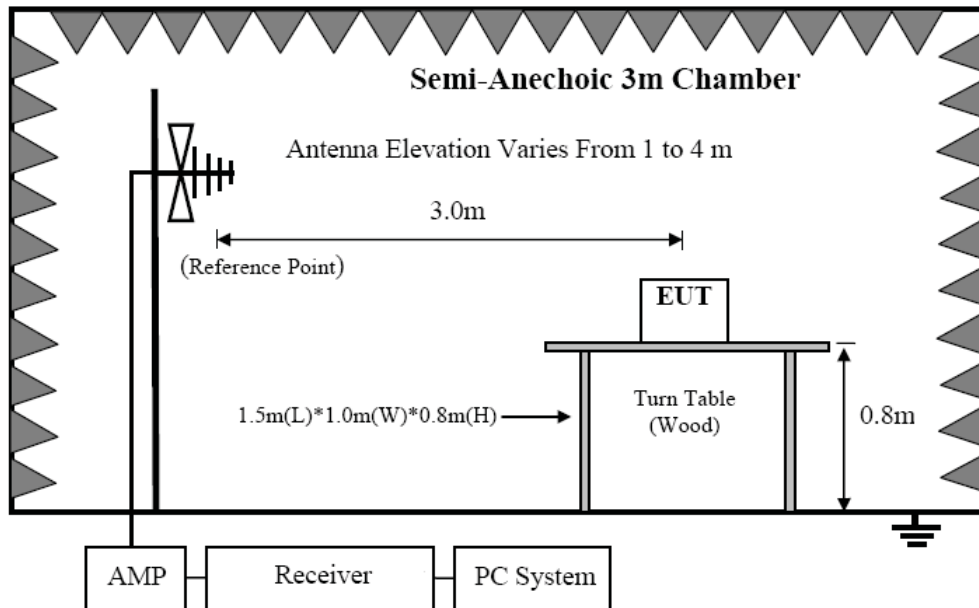 Semi-Anechoic 3m Chamber
Antenna Elevation Varies From 1 to 4 m
3.0m
(Reference Point)
EUT
1.5m(L)*1.0m(W)*0.8m(H)
Turn Table
(Wood)
0.8m
AMP
Receiver
PC System